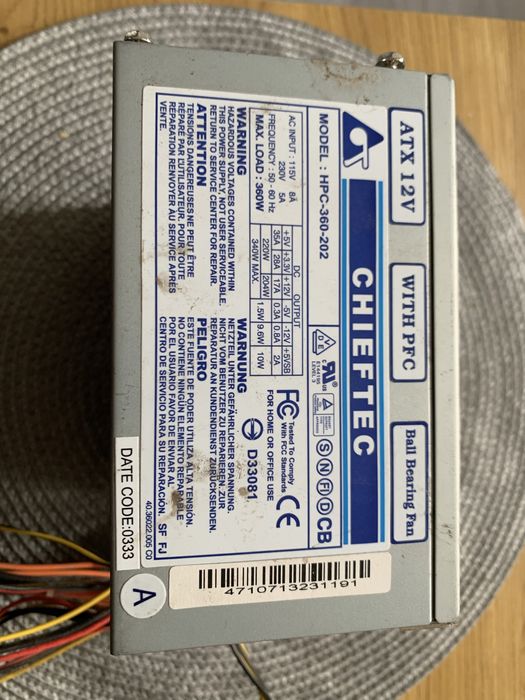 ATX 12V
WITH PFC
Ball Bearing Fan
CHIEFTEC
MODEL : HPC-360-202
AC INPUT : 115V 8A
230V 5A
FREQUENCY : 50 - 60 Hz
MAX. LOAD : 360W
DC OUTPUT
+5V +3.3V +12V -5V -12V +5VSB
35A 28A 17A 0.3A 0.8A 2A
220W 204W 1.5W 9.6W 10W
340W MAX.
S N FI D CB
FC Tested To Comply
With FCC Standards
FOR HOME OR OFFICE USE
CE
D33081
WARNING
HAZARDOUS VOLTAGES CONTAINED WITHIN
THIS POWER SUPPLY, NOT USER SERVICEABLE.
RETURN TO SERVICE CENTER FOR REPAIR.
ATTENTION
TENSIONS DANGEREUSES NE PEUT ÊTRE
RÉPARÉ PAR L'UTILISATEUR. POUR TOUTE
RÉPARATION RENVOYER AU SERVICE APRÈS
VENTE.
WARNUNG
NETZTEIL UNTER GEFÄHRLICHER SPANNUNG.
NICHT VOM BENUTZER ZU REPARIEREN. ZUR
REPARATUR AN KUNDENDIENST ZURÜCKSENDEN.
PELIGRO
ESTE FUENTE DE PODER UTILIZA ALTA TENSIÓN.
NO CONTIENE NINGÚN ELEMENTO REPARABLE
POR EL USUARIO FAVOR DE ENVIAR AL
CENTRO DE SERVICIO PARA SU REPARACIÓN. SF FJ
40.36022.005 C0
DATE CODE:0333
4710713231191
A